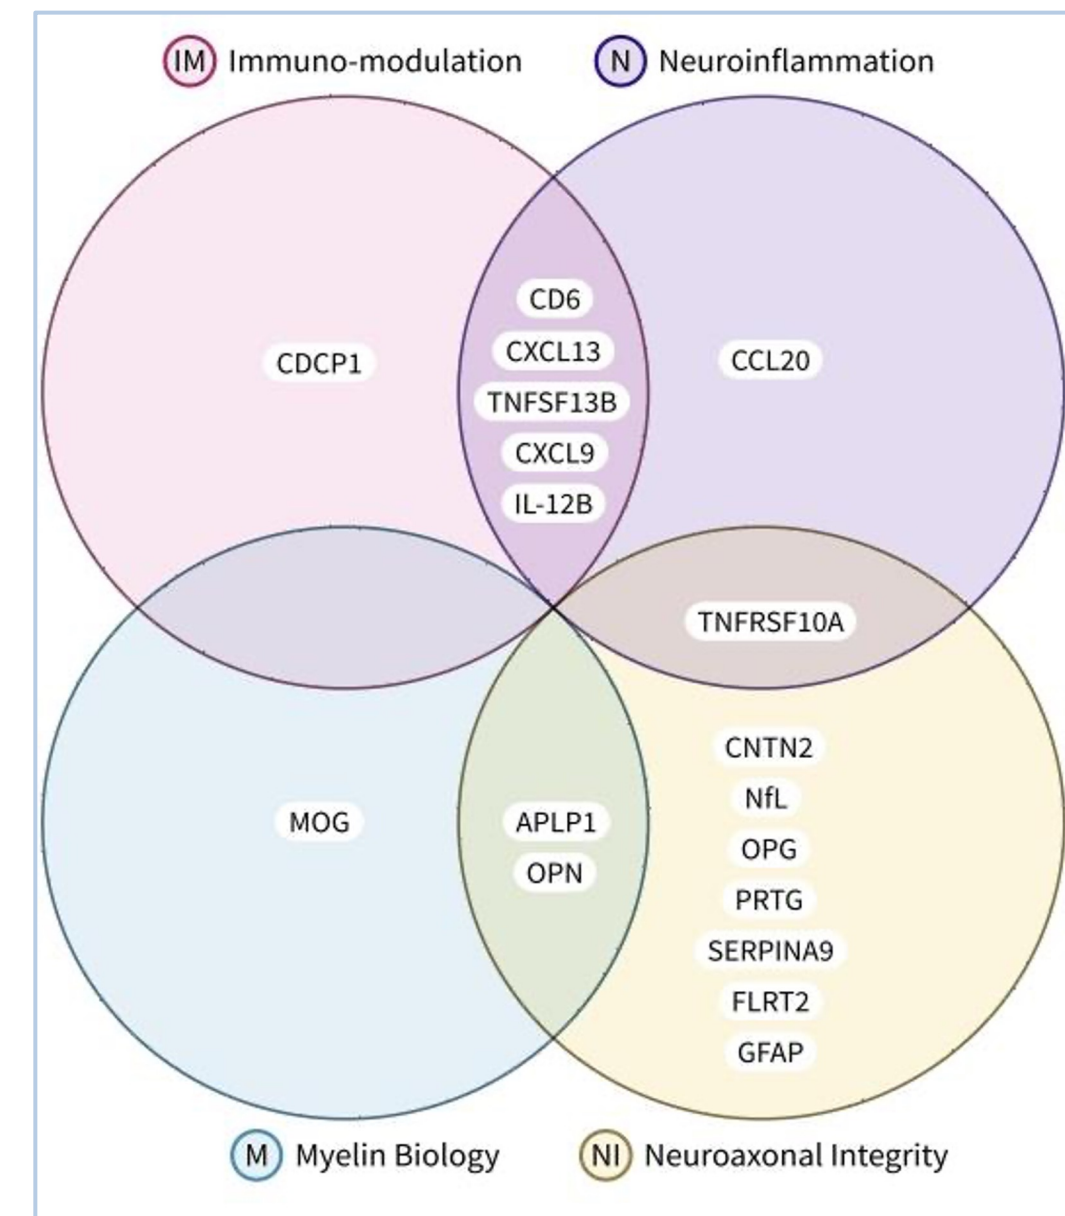 IM Immuno-modulation
N Neuroinflammation
CDCP1
CD6
CXCL13
TNFSF13B
CXCL9
IL-12B
CCL20
TNFRSF10A
MOG
APLP1
OPN
CNTN2
NfL
OPG
PRTG
SERPINA9
FLRT2
GFAP
M Myelin Biology
NI Neuroaxonal Integrity